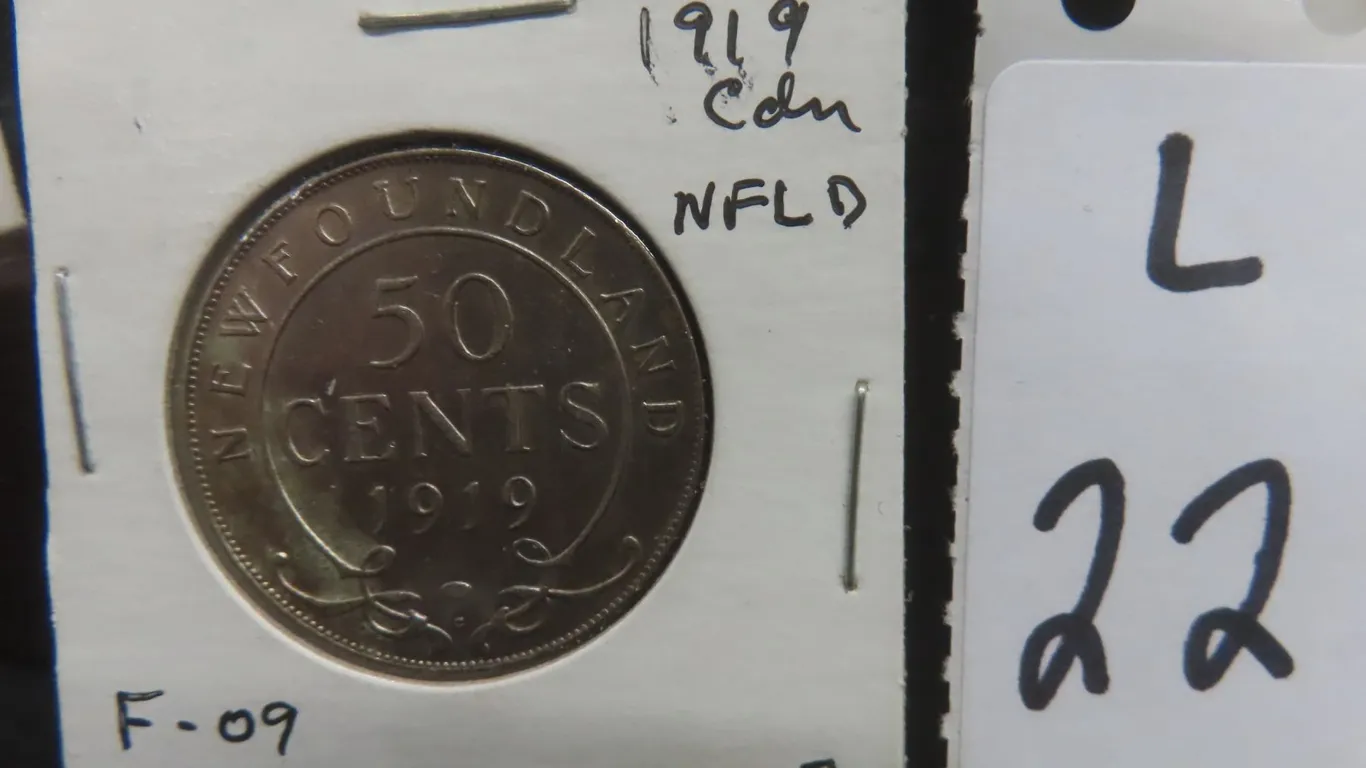 1919
Cdn
NFLD
NEWFOUNDLAND
50
CENTS
1919
F-09
L
22